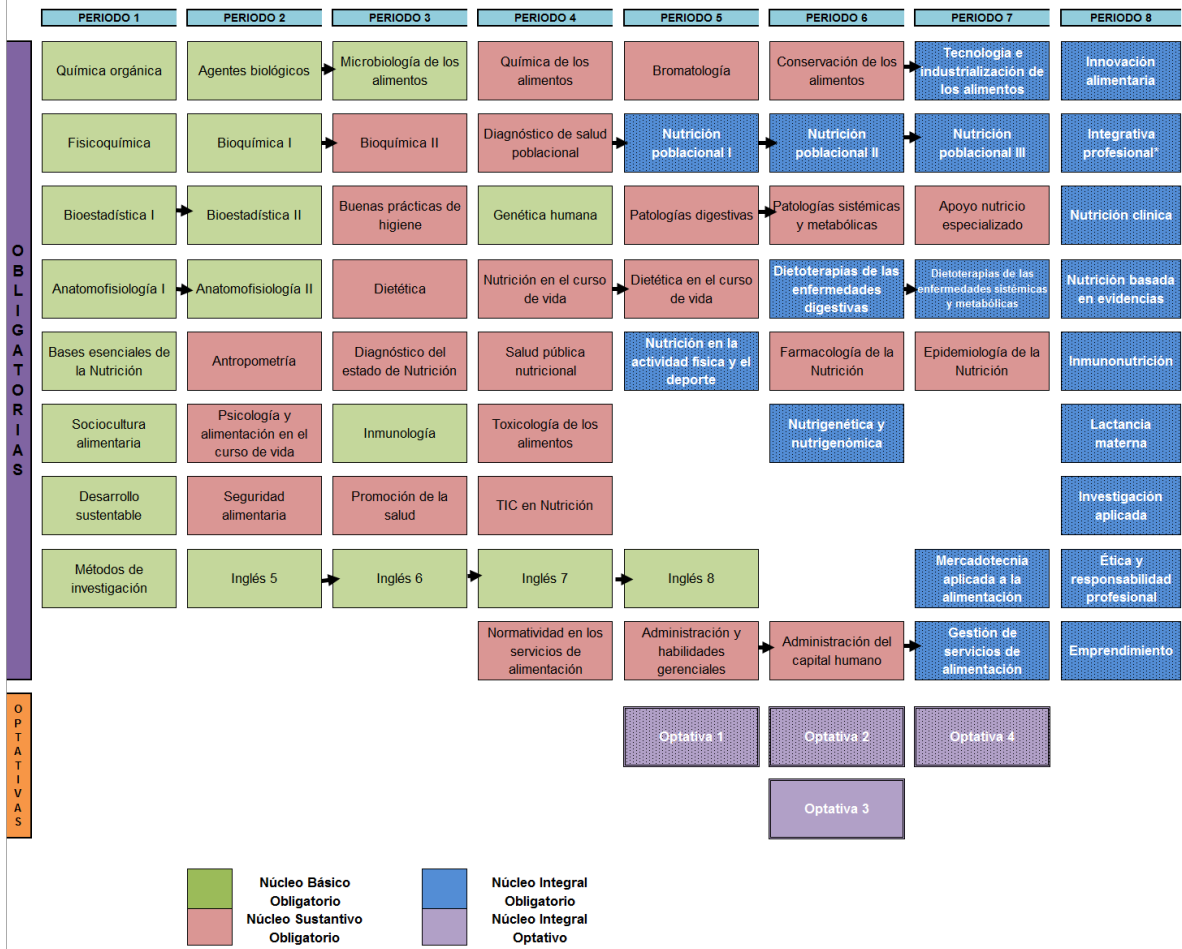 PERIODO 1 PERIODO 2 PERIODO 3 PERIODO 4 PERIODO 5 PERIODO 6 PERIODO 7 PERIODO 8
OBLIGATORIAS
Química orgánica
Agentes biológicos
Microbiología de los
alimentos
Química de los
alimentos
Bromatología
Conservación de los
alimentos
Tecnologia e
industrialización de
los alimentos
Innovación
alimentaria
Fisicoquímica
Bioquímica I
Bioquímica II
Diagnóstico de salud
poblacional
Nutrición
poblacional I
Nutrición
poblacional II
Nutrición
poblacional III
Integrativa
profesional*
Bioestadística I
Bioestadística II
Buenas prácticas de
higiene
Genética humana
Patologías digestivas
Patologías sistémicas
y metabólicas
Apoyo nutricio
especializado
Nutrición clínica
Anatomofisiología I
Anatomofisiología II
Dietética
Nutrición en el curso
de vida
Dietética en el curso
de vida
Dietoterapias de las
enfermedades
digestivas
Dietoterapias de las
enfermedades sistémicas
y metabólicas
Nutrición basada
en evidencias
Bases esenciales de
la Nutrición
Antropometría
Diagnóstico del
estado de Nutrición
Salud pública
nutricional
Nutrición en la
actividad física y el
deporte
Farmacología de la
Nutrición
Epidemiología de la
Nutrición
Inmunonutrición
Sociocultura
alimentaria
Psicología y
alimentación en el
curso de vida
Inmunología
Toxicología de los
alimentos
Nutrigenética y
nutrigenómica
Lactancia
materna
Desarrollo
sustentable
Seguridad
alimentaria
Promoción de la
salud
TIC en Nutrición
Investigación
aplicada
Métodos de
investigación
Inglés 5
Inglés 6
Inglés 7
Inglés 8
Mercadotecnia
aplicada a la
alimentación
Ética y
responsabilidad
profesional
Normatividad en los
servicios de
alimentación
Administración y
habilidades
gerenciales
Administración del
capital humano
Gestión de
servicios de
alimentación
Emprendimiento
OPTATIVAS
Optativa 1
Optativa 2
Optativa 4
Optativa 3
Núcleo Básico
Obligatorio
Núcleo Sustantivo
Obligatorio
Núcleo Integral
Obligatorio
Núcleo Integral
Optativo